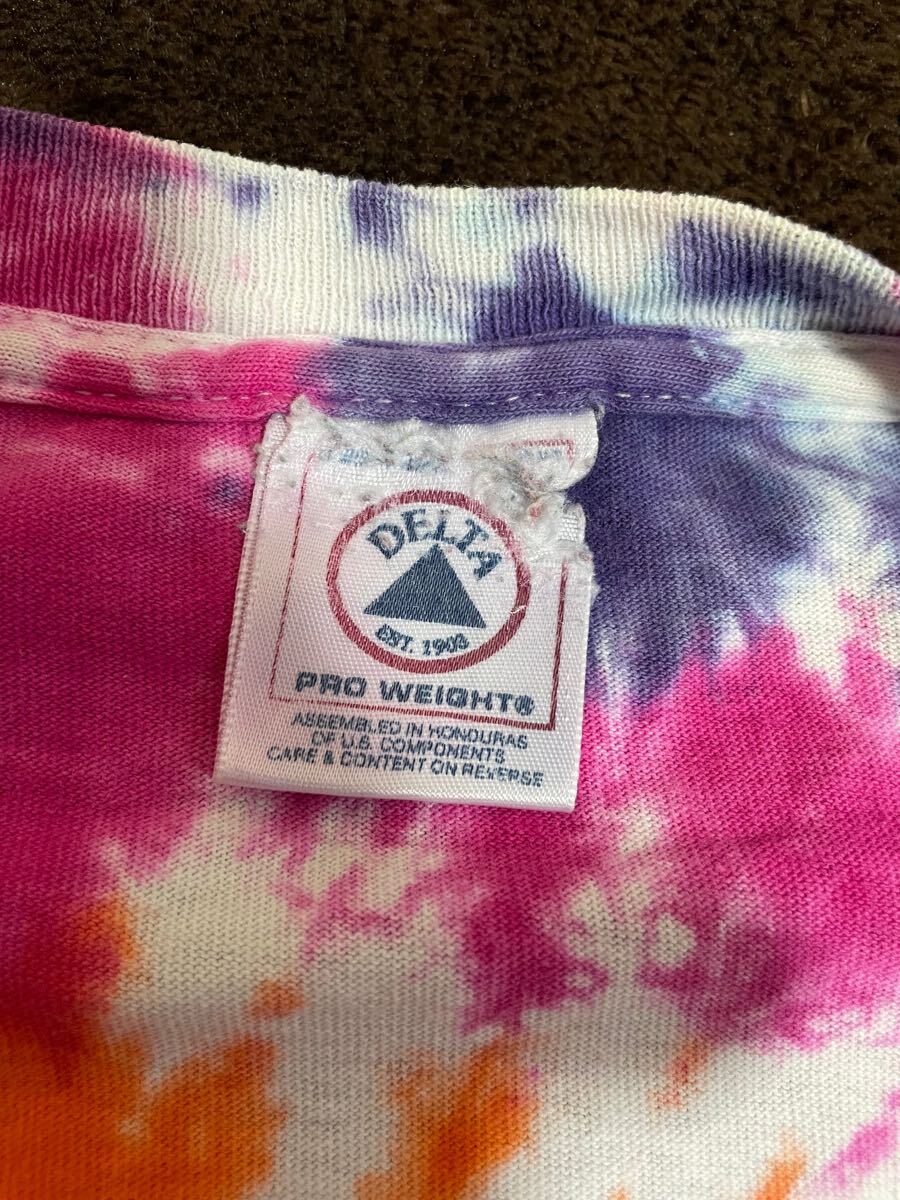 DELTA
EST. 1903
PRO WEIGHT®
ASSEMBLED IN HONDURAS
OF U.S. COMPONENTS
CARE & CONTENT ON REVERSE